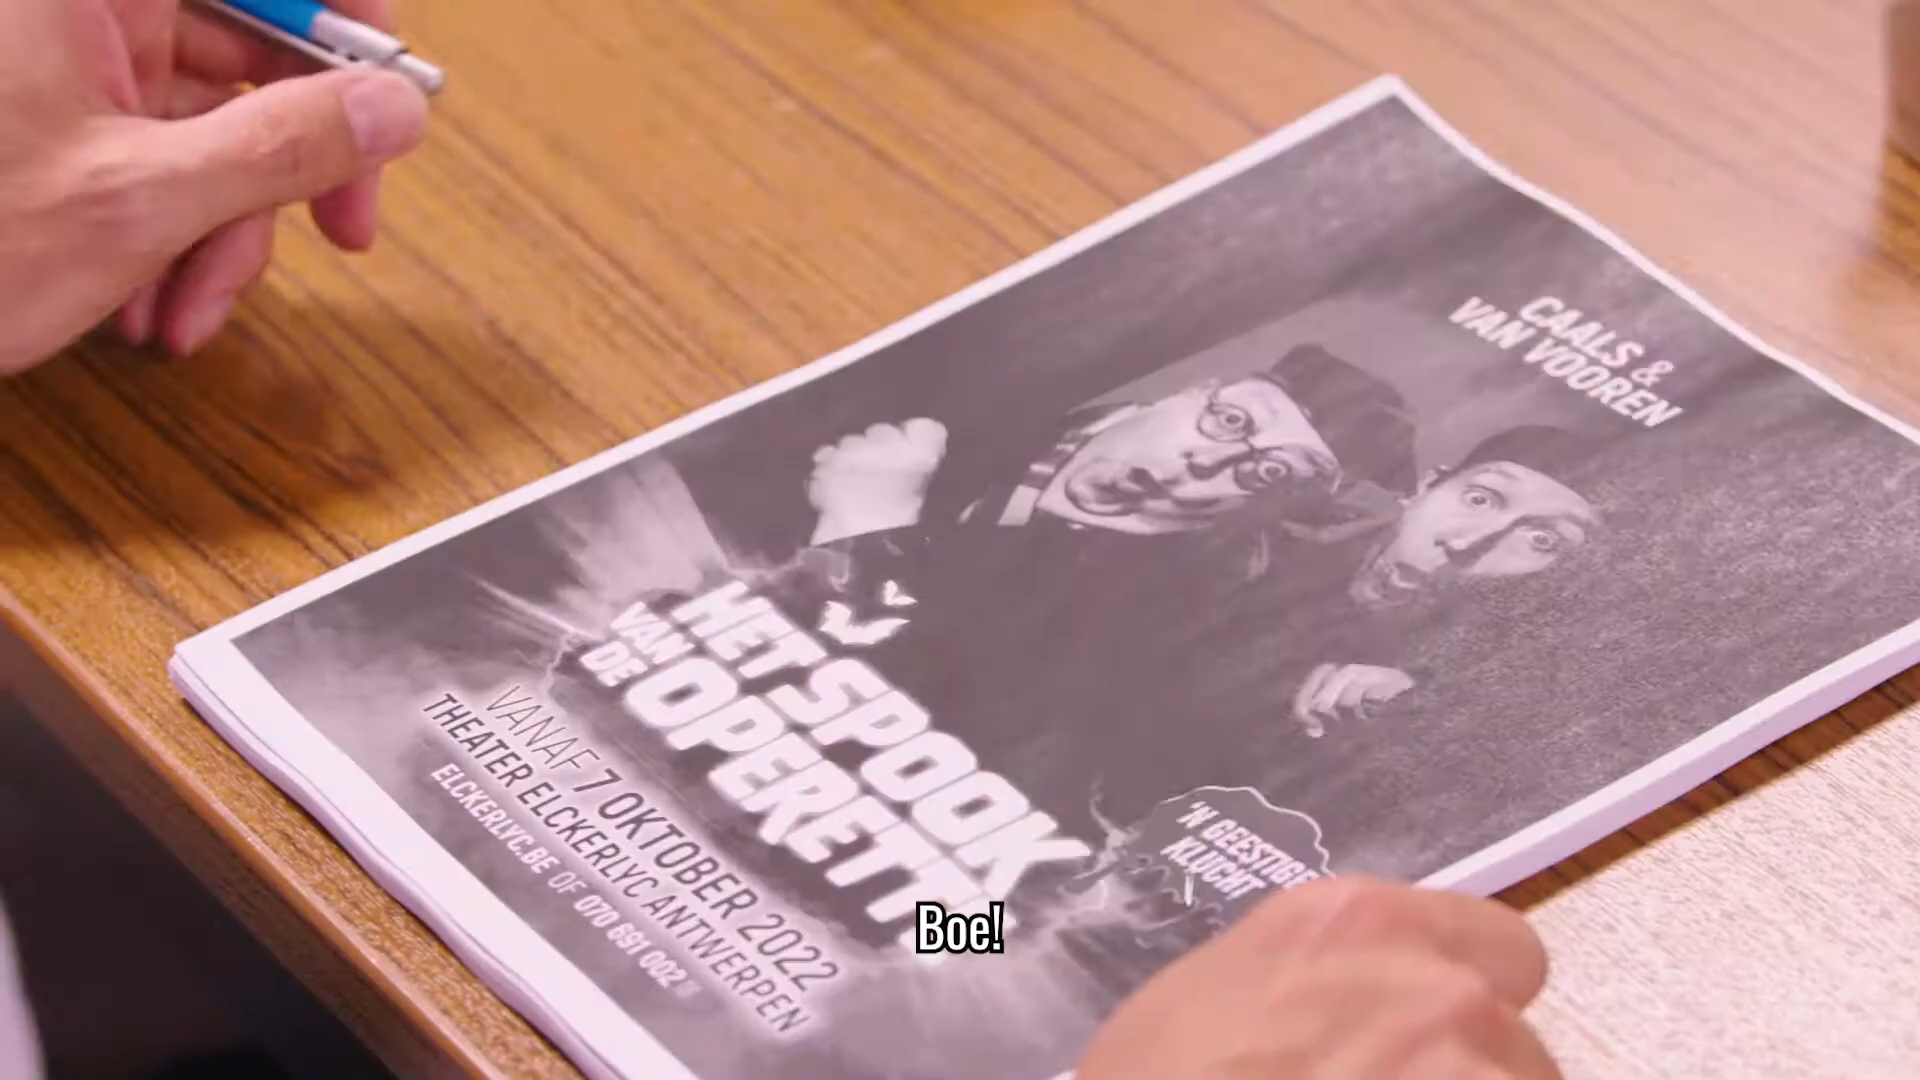 CAALS &
VAN VOOREN
HET SPOOK
VAN
DE OPERETTE
'N GEESTIGE
KLUCHT
VANAF 7 OKTOBER 2022
THEATER ELCKERLYC ANTWERPEN
ELCKERLYC.BE OF 070 691 002
Boe!